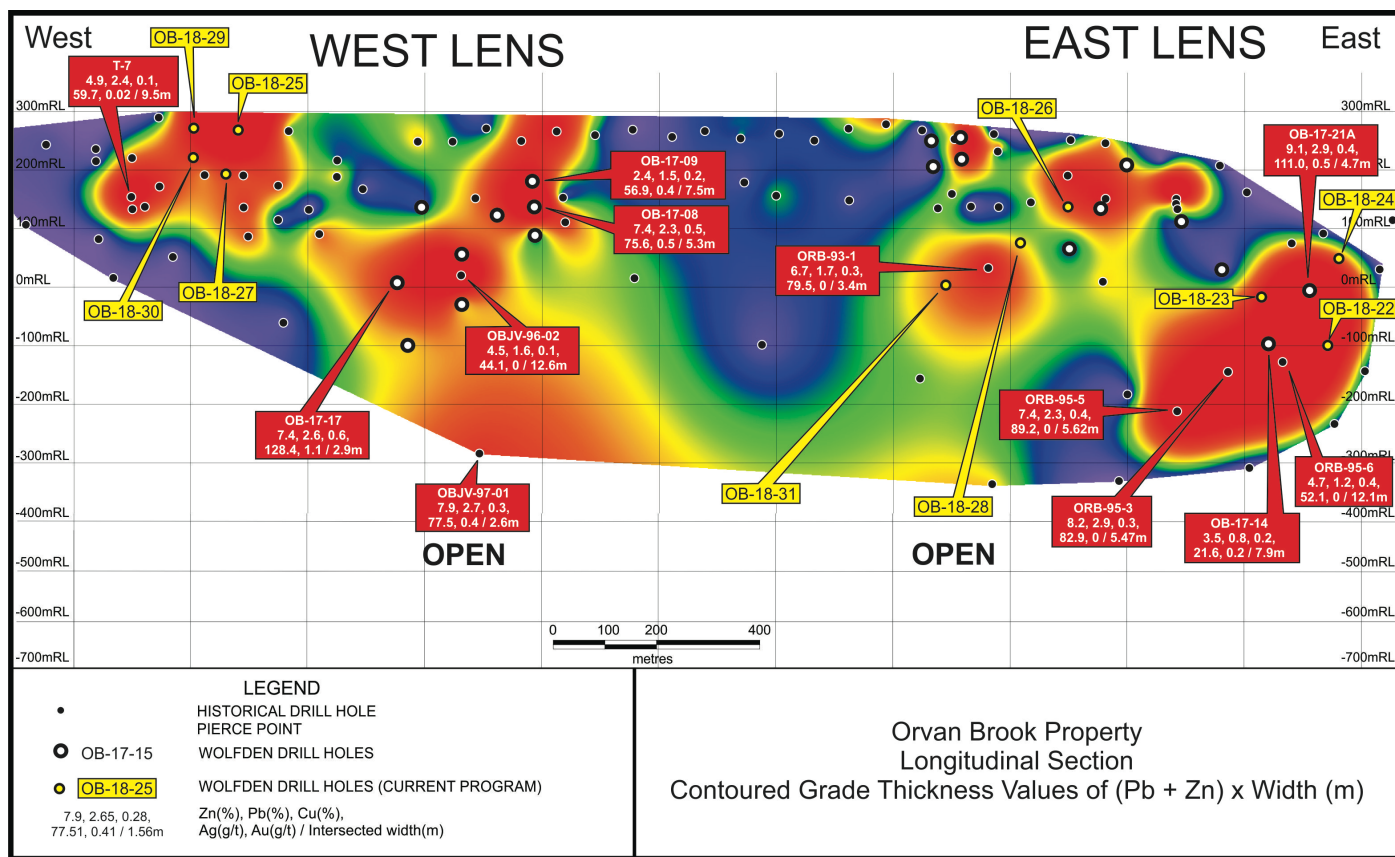 West
WEST LENS
EAST LENS
East
OB-18-29
T-7
4.9, 2.4, 0.1,
59.7, 0.02 / 9.5m
OB-18-25
OB-18-26
OB-17-21A
9.1, 2.9, 0.4,
111.0, 0.5 / 4.7m
300mRL
300mRL
OB-17-09
2.4, 1.5, 0.2,
56.9, 0.4 / 7.5m
200mRL
200mRL
OB-18-24
OB-17-08
7.4, 2.3, 0.5,
75.6, 0.5 / 5.3m
100mRL
100mRL
ORB-93-1
6.7, 1.7, 0.3,
79.5, 0 / 3.4m
0mRL
0mRL
OB-18-30
OB-18-27
OB-18-23
OB-18-22
OBJV-96-02
4.5, 1.6, 0.1,
44.1, 0 / 12.6m
-100mRL
-100mRL
OB-17-17
7.4, 2.6, 0.6,
128.4, 1.1 / 2.9m
ORB-95-5
7.4, 2.3, 0.4,
89.2, 0 / 5.62m
-200mRL
-200mRL
-300mRL
-300mRL
OBJV-97-01
7.9, 2.7, 0.3,
77.5, 0.4 / 2.6m
OB-18-31
OB-18-28
ORB-95-3
8.2, 2.9, 0.3,
82.9, 0 / 5.47m
OB-17-14
3.5, 0.8, 0.2,
21.6, 0.2 / 7.9m
ORB-95-6
4.7, 1.2, 0.4,
52.1, 0 / 12.1m
-400mRL
-400mRL
OPEN
OPEN
-500mRL
-500mRL
-600mRL
-600mRL
0 100 200 400
metres
-700mRL
-700mRL
LEGEND
HISTORICAL DRILL HOLE
PIERCE POINT
OB-17-15 WOLFDEN DRILL HOLES
OB-18-25 WOLFDEN DRILL HOLES (CURRENT PROGRAM)
7.9, 2.65, 0.28, Zn(%), Pb(%), Cu(%),
77.51, 0.41 / 1.56m Ag(g/t), Au(g/t) / Intersected width(m)
Orvan Brook Property
Longitudinal Section
Contoured Grade Thickness Values of (Pb + Zn) x Width (m)